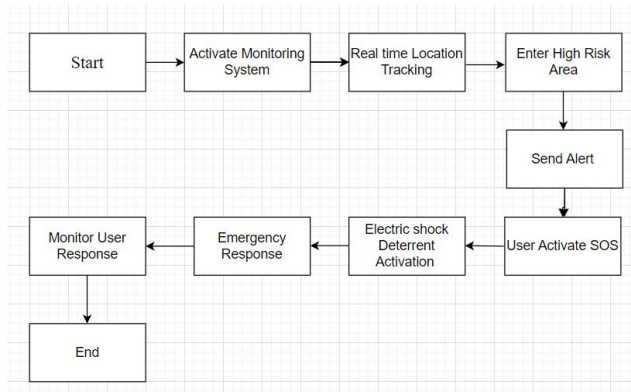 Start
Activate Monitoring
System
Real time Location
Tracking
Enter High Risk
Area
Send Alert
User Activate SOS
Electric shock
Deterrent
Activation
Emergency
Response
Monitor User
Response
End